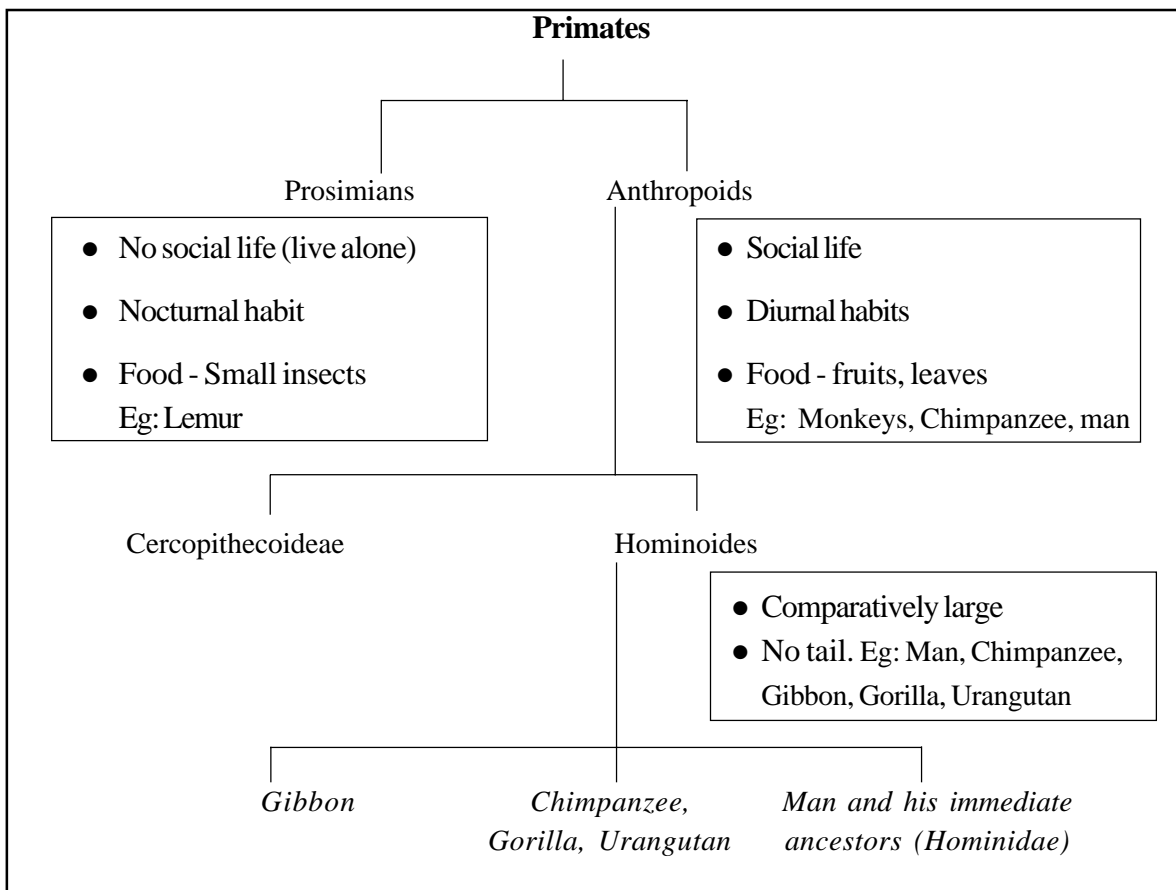 Primates
Prosimians
Anthropoids
● No social life (live alone)
● Nocturnal habit
● Food - Small insects
Eg: Lemur
● Social life
● Diurnal habits
● Food - fruits, leaves
Eg: Monkeys, Chimpanzee, man
Cercopithecoideae
Hominoides
● Comparatively large
● No tail. Eg: Man, Chimpanzee,
Gibbon, Gorilla, Urangutan
Gibbon
Chimpanzee,
Gorilla, Urangutan
Man and his immediate
ancestors (Hominidae)